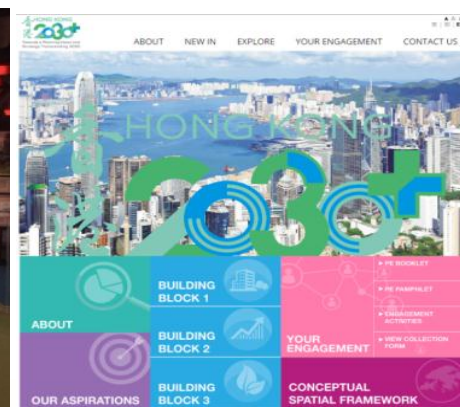 HONG KONG
2030+
ABOUT NEW IN EXPLORE YOUR ENGAGEMENT CONTACT US
HONG KONG
2030+
ABOUT
OUR ASPIRATIONS
BUILDING
BLOCK 1
BUILDING
BLOCK 2
BUILDING
BLOCK 3
YOUR
ENGAGEMENT
PE BOOKLET
PE PAMPHLET
ENGAGEMENT
ACTIVITIES
VIEW COLLECTION
FORM
CONCEPTUAL
SPATIAL FRAMEWORK